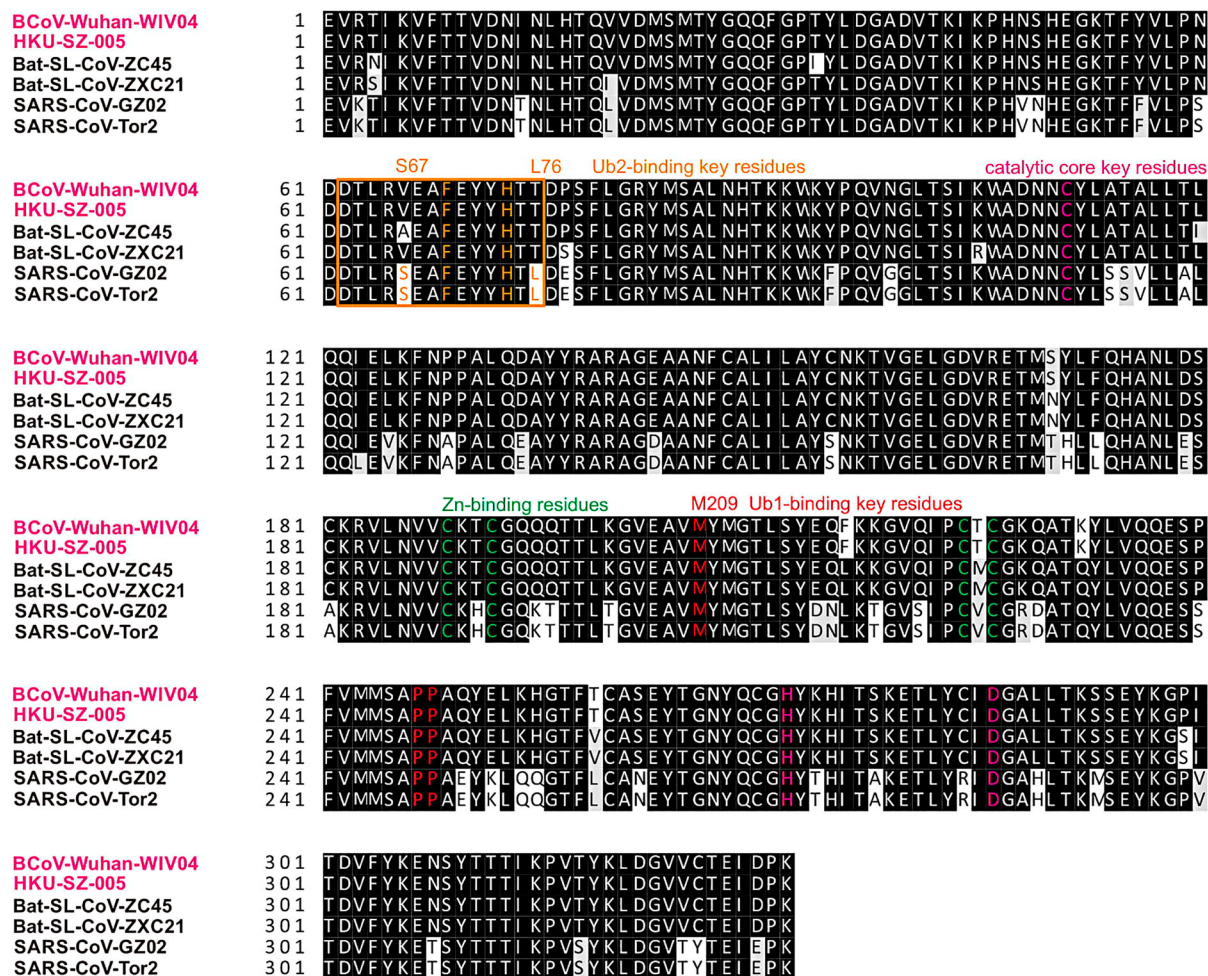 BCoV-Wuhan-WIV04 1 EVRTIKVFTTVDNINLHTQVVDMSMTYGQQFGPTYLDGADVTKIKPHNSHEGKTFYVLPN
HKU-SZ-005 1 EVRTIKVFTTVDNINLHTQVVDMSMTYGQQFGPTYLDGADVTKIKPHNSHEGKTFYVLPN
Bat-SL-CoV-ZC45 1 EVRNIKVFTTVDNINLHTQVVDMSMTYGQQFGPIYLDGADVTKIKPHNSHEGKTFYVLPN
Bat-SL-CoV-ZXC21 1 EVRSIKVFTTVDNINLHTQIVDMSMTYGQQFGPTYLDGADVTKIKPHNSHEGKTFYVLPN
SARS-CoV-GZ02 1 EVKTIKVFTTVDNTNLHTQLVDMSMTYGQQFGPTYLDGADVTKIKPHVNHEGKTFFVLPS
SARS-CoV-Tor2 1 EVKTIKVFTTVDNTNLHTQLVDMSMTYGQQFGPTYLDGADVTKIKPHVNHEGKTFFVLPS
S67 L76 Ub2-binding key residues catalytic core key residues
BCoV-Wuhan-WIV04 61 DDTLRVEAFEYYHTTDPSFLGRYMSALNHTKKWKYPQVNGLTSIKWADNNCYLATALLTL
HKU-SZ-005 61 DDTLRVEAFEYYHTTDPSFLGRYMSALNHTKKWKYPQVNGLTSIKWADNNCYLATALLTL
Bat-SL-CoV-ZC45 61 DDTLRAEAFEYYHTTDPSFLGRYMSALNHTKKWKYPQVNGLTSIKWADNNCYLATALLTI
Bat-SL-CoV-ZXC21 61 DDTLRVEAFEYYHTTDSSFLGRYMSALNHTKKWKYPQVNGLTSIRWADNNCYLATALLTL
SARS-CoV-GZ02 61 DDTLRSEAFEYYHTLDESFLGRYMSALNHTKKWKFPQVGGLTSIKWADNNCYLSSVLLAL
SARS-CoV-Tor2 61 DDTLRSEAFEYYHTLDESFLGRYMSALNHTKKWKYPQVGGLTSIKWADNNCYLSSVLLAL
BCoV-Wuhan-WIV04 121 QQIELKFNPPALQDAYYRARAGEAANFCALILAYCNKTVGELGDVRETMSYLFQHANLDS
HKU-SZ-005 121 QQIELKFNPPALQDAYYRARAGEAANFCALILAYCNKTVGELGDVRETMSYLFQHANLDS
Bat-SL-CoV-ZC45 121 QQIELKFNPPALQDAYYRARAGEAANFCALILAYCNKTVGELGDVRETMNYLFQHANLDS
Bat-SL-CoV-ZXC21 121 QQIELKFNPPALQDAYYRARAGEAANFCALILAYCNKTVGELGDVRETMNYLFQHANLDS
SARS-CoV-GZ02 121 QQIEVKFNAPALQEAYYRARAGDAANFCALILAYSNKTVGELGDVRETMTHLLQHANLES
SARS-CoV-Tor2 121 QQLEVKFNAPALQEAYYRARAGDAANFCALILAYSNKTVGELGDVRETMTHLLQHANLES
Zn-binding residues M209 Ub1-binding key residues
BCoV-Wuhan-WIV04 181 CKRVLNVVCKTCGQQQTTLKGVEAVMYMGTLSYEQFKKGVQIPCTCGKQATKYLVQQESP
HKU-SZ-005 181 CKRVLNVVCKTCGQQQTTLKGVEAVMYMGTLSYEQFKKGVQIPCTCGKQATKYLVQQESP
Bat-SL-CoV-ZC45 181 CKRVLNVVCKTCGQQQTTLKGVEAVMYMGTLSYEQLKKGVQIPCMCGKQATQYLVQQESP
Bat-SL-CoV-ZXC21 181 CKRVLNVVCKTCGQQQTTLKGVEAVMYMGTLSYEQLKKGVQIPCMCGKQATQYLVQQESP
SARS-CoV-GZ02 181 AKRVLNVVCKHCGQKTTTLTGVEAVMYMGTLSYDNLKTGVSIPCVCGRDATQYLVQQESS
SARS-CoV-Tor2 181 AKRVLNVVCKHCGQKTTTLTGVEAVMYMGTLSYDNLKTGVSIPCVCGRDATQYLVQQESS
BCoV-Wuhan-WIV04 241 FVMMSAPPAQYELKHGTFTCASEYTGNYQCGHYKHITSKETLYCIDGALLTKSSEYKGPI
HKU-SZ-005 241 FVMMSAPPAQYELKHGTFTCASEYTGNYQCGHYKHITSKETLYCIDGALLTKSSEYKGPI
Bat-SL-CoV-ZC45 241 FVMMSAPPAQYELKHGTFVCASEYTGNYQCGHYKHITSKETLYCIDGALLTKSSEYKGSI
Bat-SL-CoV-ZXC21 241 FVMMSAPPAQYELKHGTFVCASEYTGNYQCGHYKHITSKETLYCIDGALLTKSSEYKGSI
SARS-CoV-GZ02 241 FVMMSAPPAEYKLQQGTFLCANEYTGNYQCGHYTHITAKETLYRIDGAHLTKMSEYKGPV
SARS-CoV-Tor2 241 FVMMSAPPAEYKLQQGTFLCANEYTGNYQCGHYTHITAKETLYRIDGAHLTKMSEYKGPV
BCoV-Wuhan-WIV04 301 TDVFYKENSYTTTIKPVTYKLDGVVCTEIDPK
HKU-SZ-005 301 TDVFYKENSYTTTIKPVTYKLDGVVCTEIDPK
Bat-SL-CoV-ZC45 301 TDVFYKENSYTTTIKPVTYKLDGVVCTEIDPK
Bat-SL-CoV-ZXC21 301 TDVFYKENSYTTTIKPVTYKLDGVVCTEIDPK
SARS-CoV-GZ02 301 TDVFYKETSYTTTIKPVSYKLDGVTYTEIEPK
SARS-CoV-Tor2 301 TDVFYKETSYTTTIKPVSYKLDGVTYTEIEPK